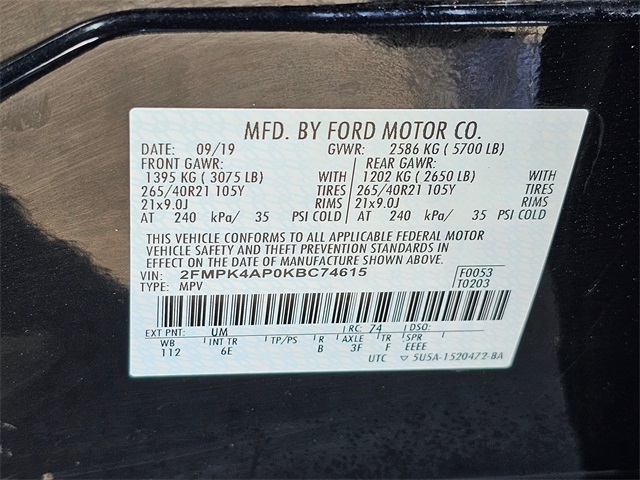 MFD. BY FORD MOTOR CO.
DATE: 09/19 GVWR: 2586 KG ( 5700 LB)
FRONT GAWR: REAR GAWR:
1395 KG ( 3075 LB) WITH 1202 KG ( 2650 LB) WITH
265/40R21 105Y TIRES 265/40R21 105Y TIRES
21x9.0J RIMS 21x9.0J RIMS
AT 240 kPa/ 35 PSI COLD AT 240 kPa/ 35 PSI COLD
THIS VEHICLE CONFORMS TO ALL APPLICABLE FEDERAL MOTOR
VEHICLE SAFETY AND THEFT PREVENTION STANDARDS IN
EFFECT ON THE DATE OF MANUFACTURE SHOWN ABOVE.
VIN: 2FMPK4AP0KBC74615 F0053
TYPE: MPV T0203
EXT PNT: UM RC: 74 DSO:
WB INT TR TP/PS R AXLE TR SPR
112 6E B 3F F EEEE
UTC ▽ 5U5A-1520472-BA